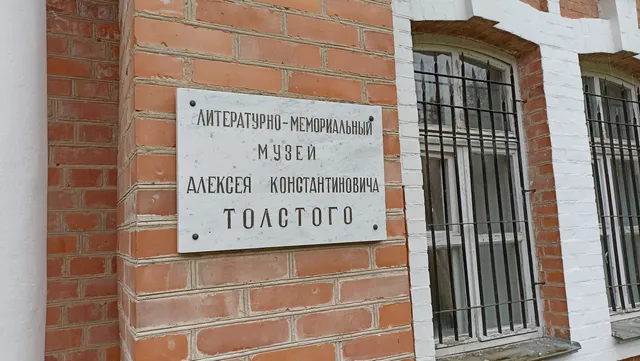 ЛИТЕРАТУРНО-МЕМОРИАЛЬНЫЙ
МУЗЕЙ
АЛЕКСЕЯ КОНСТАНТИНОВИЧА
ТОЛСТОГО